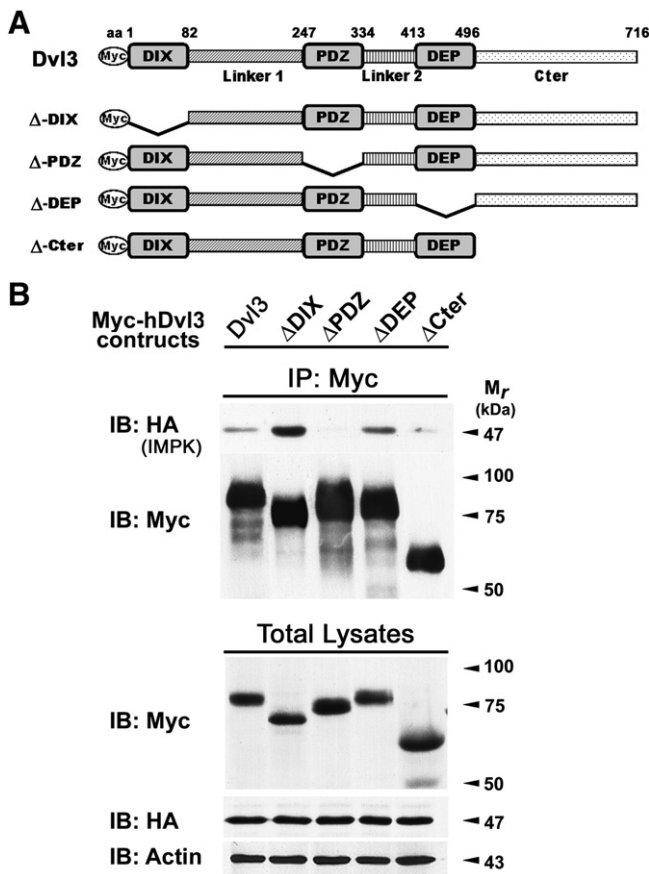 A
aa 1 82 247 334 413 496 716
Dvl3 Myc DIX PDZ DEP
Linker 1 Linker 2 Cter
Δ-DIX Myc PDZ DEP
Δ-PDZ Myc DIX DEP
Δ-DEP Myc DIX PDZ
Δ-Cter Myc DIX PDZ DEP
B
Myc-hDvl3 Dvl3 ΔDIX ΔPDZ ΔDEP ΔCter
contructs
IP: Myc
Mr
(kDa)
IB: HA 47
(IMPK)
100
IB: Myc 75
50
Total Lysates
100
IB: Myc 75
50
IB: HA 47
IB: Actin 43